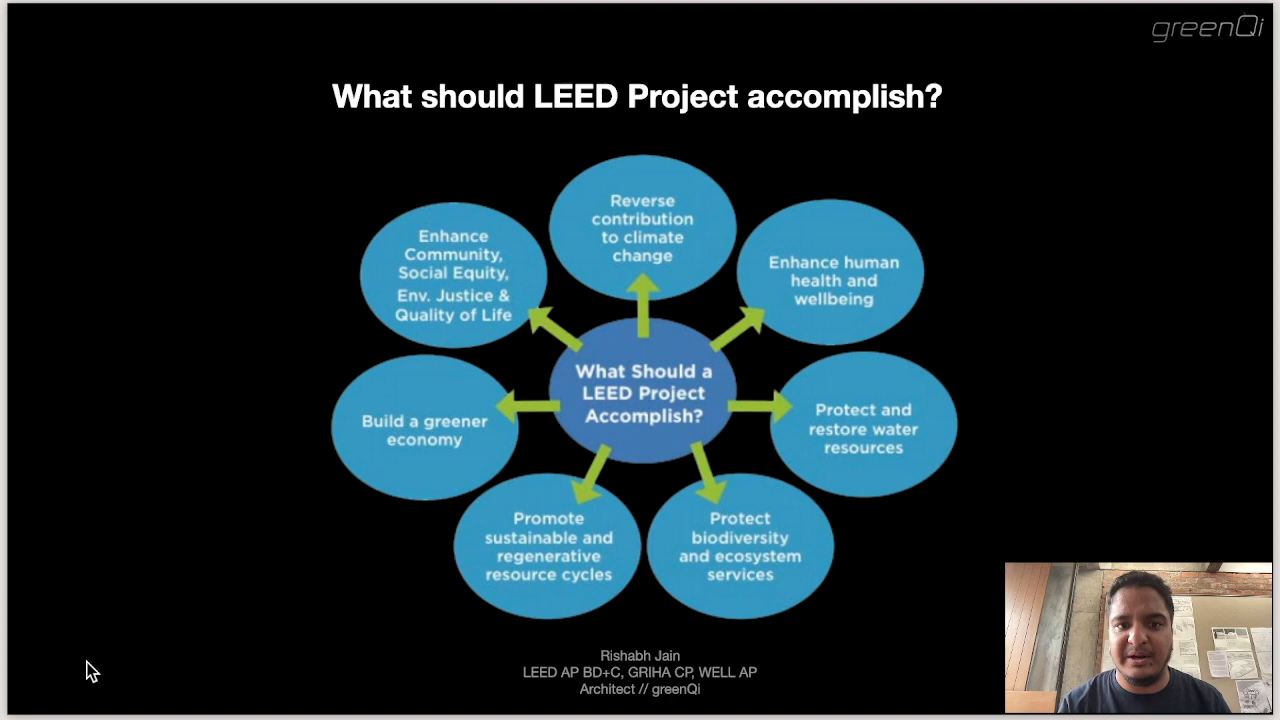 greenQi
What should LEED Project accomplish?
Reverse
contribution
to climate
change
Enhance human
health and
wellbeing
Protect and
restore water
resources
Protect
biodiversity
and ecosystem
services
Promote
sustainable and
regenerative
resource cycles
Build a greener
economy
Enhance
Community,
Social Equity,
Env. Justice &
Quality of Life
What Should a
LEED Project
Accomplish?
Rishabh Jain
LEED AP BD+C, GRIHA CP, WELL AP
Architect // greenQi